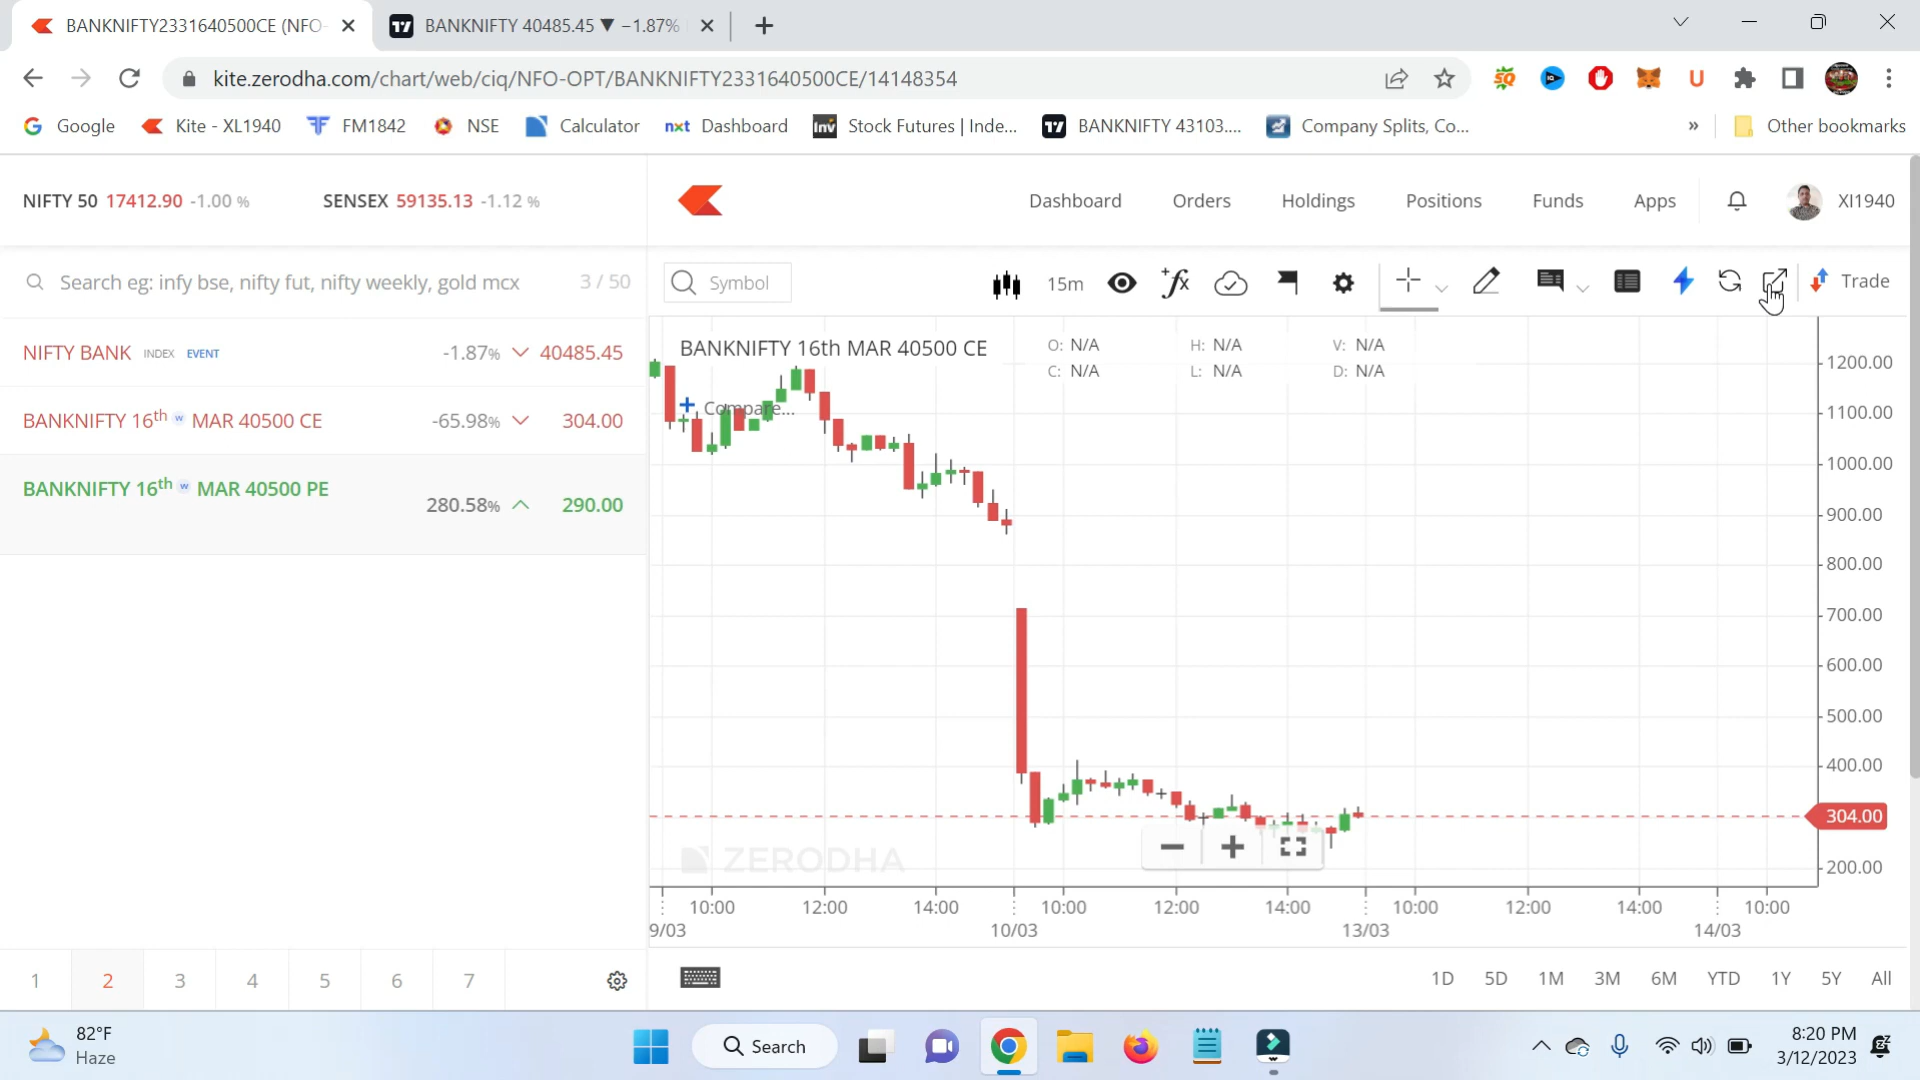 BANKNIFTY2331640500CE (NFO-
BANKNIFTY 40485.45 ▼ −1.87%
kite.zerodha.com/chart/web/ciq/NFO-OPT/BANKNIFTY2331640500CE/14148354
SQ
U
Google
Kite - XL1940
FM1842
NSE
Calculator
nxt Dashboard
Inv Stock Futures | Inde...
BANKNIFTY 43103....
Company Splits, Co...
»
Other bookmarks
NIFTY 50 17412.90 -1.00 %
SENSEX 59135.13 -1.12 %
Dashboard
Orders
Holdings
Positions
Funds
Apps
XI1940
Search eg: infy bse, nifty fut, nifty weekly, gold mcx
3 / 50
Symbol
15m
Trade
NIFTY BANK INDEX EVENT -1.87% 40485.45
BANKNIFTY 16th w MAR 40500 CE -65.98% 304.00
BANKNIFTY 16th w MAR 40500 PE 280.58% 290.00
BANKNIFTY 16th MAR 40500 CE
O: N/A H: N/A V: N/A
C: N/A L: N/A D: N/A
Compare...
1200.00
1100.00
1000.00
900.00
800.00
700.00
600.00
500.00
400.00
304.00
200.00
ZERODHA
10:00 12:00 14:00 10:00 12:00 14:00 10:00 12:00 14:00 10:00
9/03 10/03 13/03 14/03
1 2 3 4 5 6 7
1D 5D 1M 3M 6M YTD 1Y 5Y All
82°F
Haze
Search
8:20 PM
3/12/2023